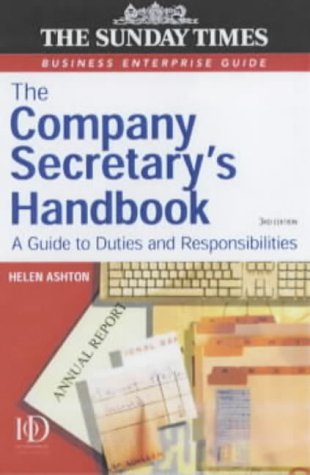 THE SUNDAY TIMES
BUSINESS ENTERPRISE GUIDE
The
Company
Secretary's
Handbook
3RD EDITION
A Guide to Duties and Responsibilities
HELEN ASHTON
ANNUAL REPORT
IOD